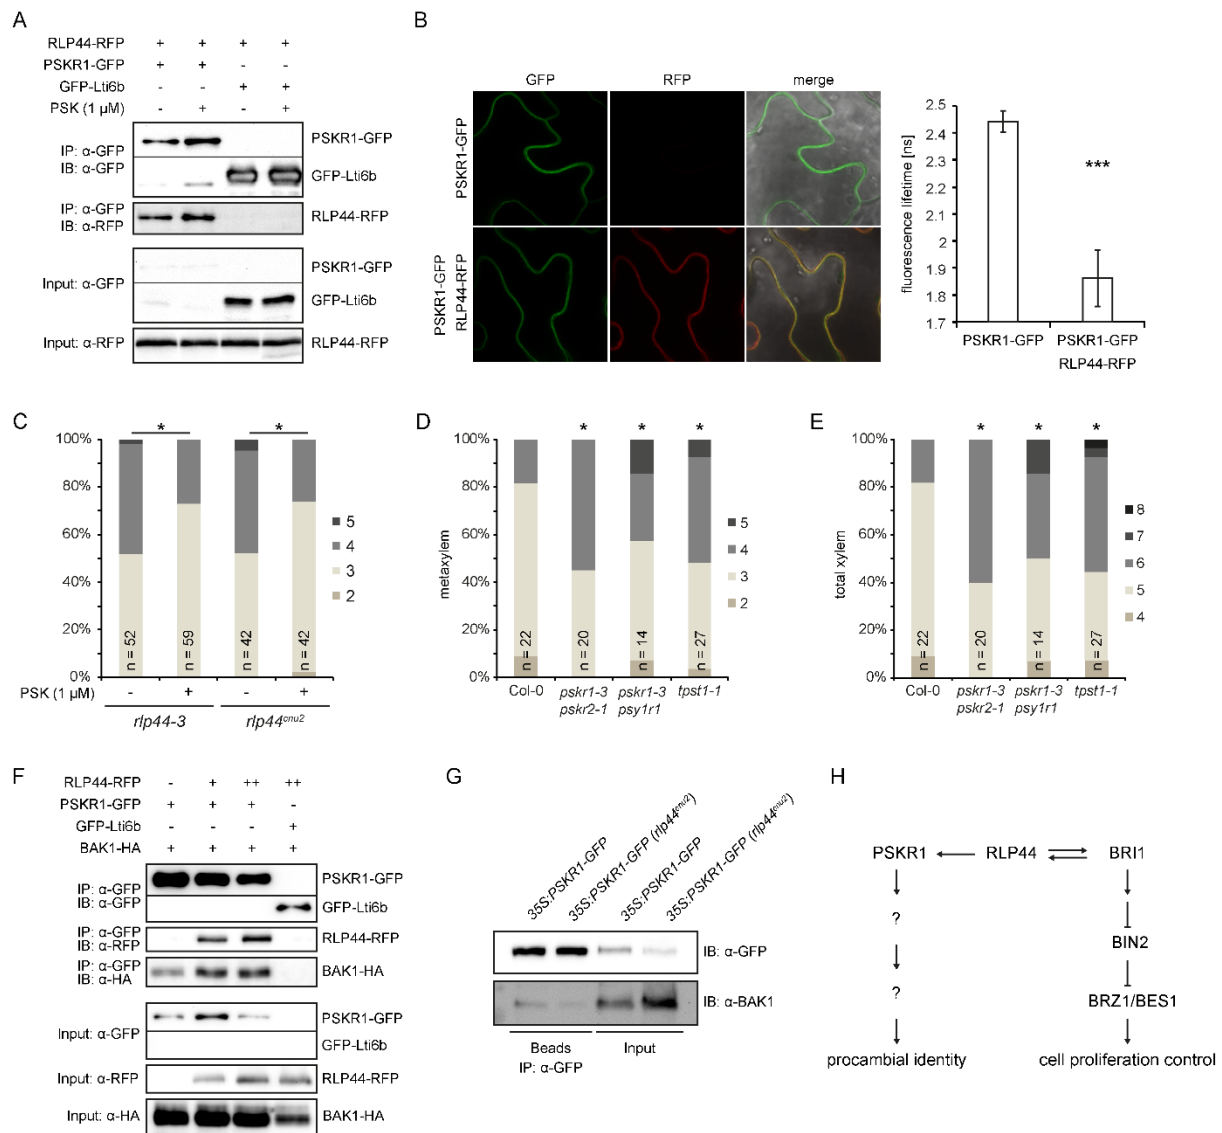 A
RLP44-RFP + + + +
PSKR1-GFP + + - -
GFP-Lti6b - - + +
PSK (1 µM) - + - +
IP: α-GFP
IB: α-GFP
PSKR1-GFP
GFP-Lti6b
IP: α-GFP
IB: α-RFP
RLP44-RFP
Input: α-GFP
PSKR1-GFP
GFP-Lti6b
Input: α-RFP
RLP44-RFP
B
GFP RFP merge
PSKR1-GFP
PSKR1-GFP
RLP44-RFP
fluorescence lifetime [ns]
2.5
2.4
2.3
2.2
2.1
2
1.9
1.8
1.7
***
PSKR1-GFP PSKR1-GFP
RLP44-RFP
C
100%
80%
60%
40%
20%
0%
* *
n = 52 n = 59 n = 42 n = 42
5
4
3
2
PSK (1 µM) - + - +
rlp44-3 rlp44cnu2
D
metaxylem
100%
80%
60%
40%
20%
0%
* * *
n = 22 n = 20 n = 14 n = 27
5
4
3
2
Col-0 pskr1-3 pskr1-3 tpst1-1
pskr2-1 psy1r1
E
total xylem
100%
80%
60%
40%
20%
0%
* * *
n = 22 n = 20 n = 14 n = 27
8
7
6
5
4
Col-0 pskr1-3 pskr1-3 tpst1-1
pskr2-1 psy1r1
F
RLP44-RFP - + ++ ++
PSKR1-GFP + + + -
GFP-Lti6b - - - +
BAK1-HA + + + +
IP: α-GFP
IB: α-GFP
PSKR1-GFP
GFP-Lti6b
IP: α-GFP
IB: α-RFP
RLP44-RFP
IP: α-GFP
IB: α-HA
BAK1-HA
Input: α-GFP
PSKR1-GFP
GFP-Lti6b
Input: α-RFP
RLP44-RFP
Input: α-HA
BAK1-HA
G
35S:PSKR1-GFP
35S:PSKR1-GFP (rlp44cnu2)
35S:PSKR1-GFP
35S:PSKR1-GFP (rlp44cnu2)
IB: α-GFP
IB: α-BAK1
Beads Input
IP: α-GFP
H
PSKR1 RLP44 BRI1
?
BIN2
?
BRZ1/BES1
procambial identity cell proliferation control